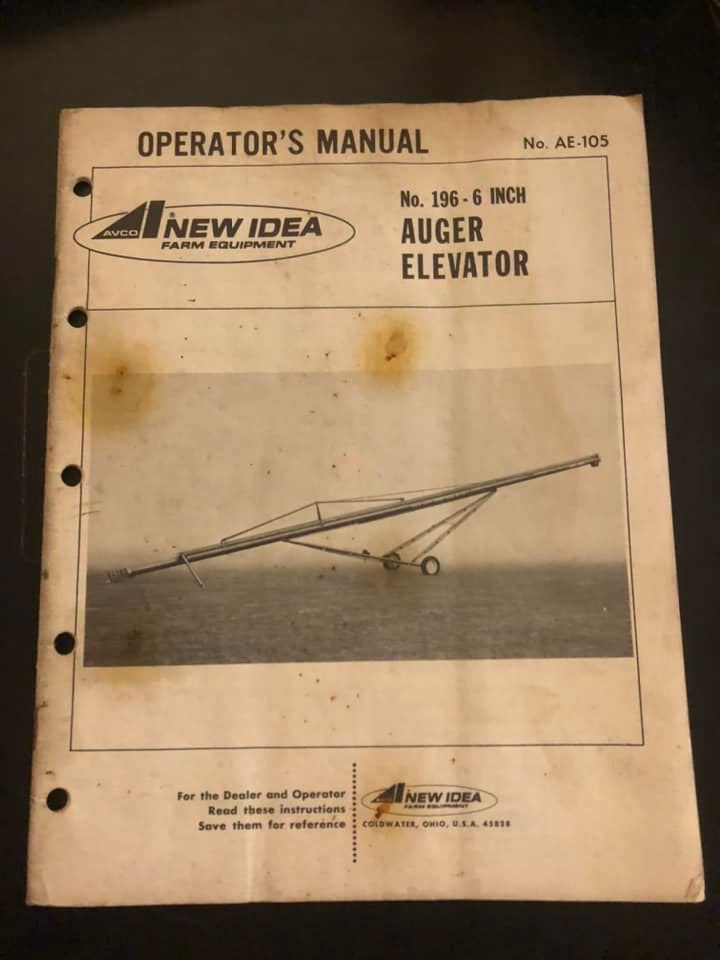 OPERATOR'S MANUAL
No. AE-105
AVCO NEW IDEA®
FARM EQUIPMENT
No. 196 - 6 INCH
AUGER
ELEVATOR
For the Dealer and Operator
Read these instructions
Save them for reference
NEW IDEA
FARM EQUIPMENT
COLDWATER, OHIO, U.S.A. 45828